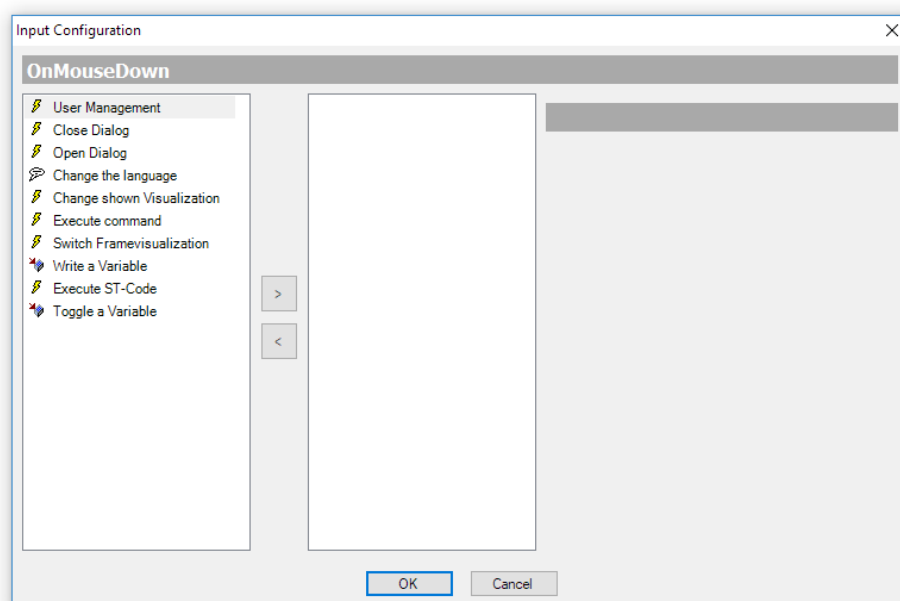 Input Configuration
OnMouseDown
User Management
Close Dialog
Open Dialog
Change the language
Change shown Visualization
Execute command
Switch Framevisualization
Write a Variable
Execute ST-Code
Toggle a Variable
>
<
OK
Cancel